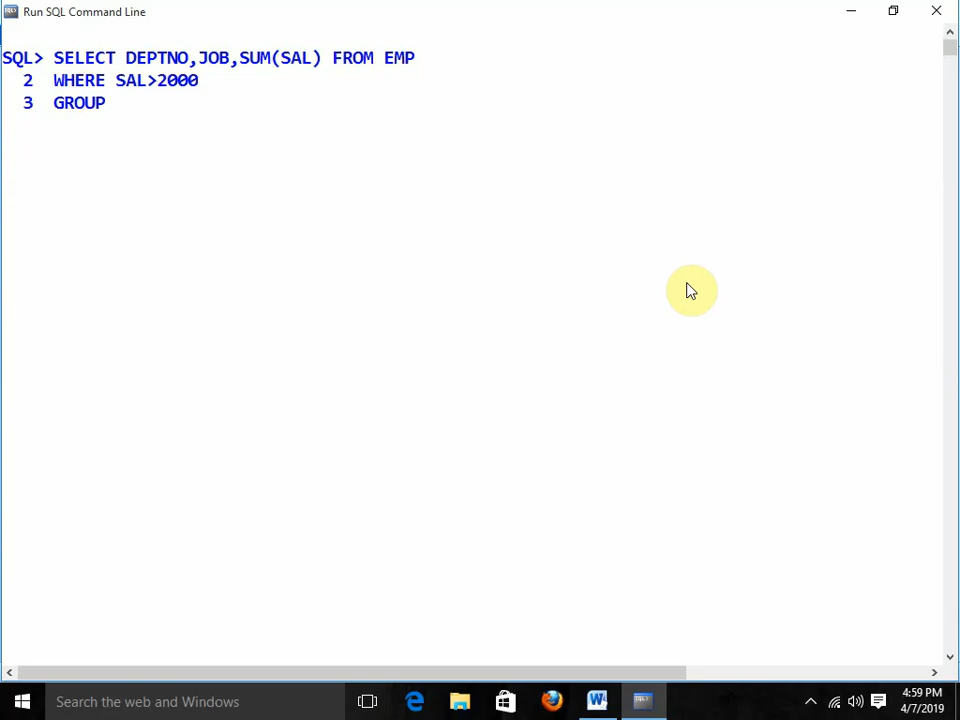 Run SQL Command Line
SQL> SELECT DEPTNO,JOB,SUM(SAL) FROM EMP
2 WHERE SAL>2000
3 GROUP
Search the web and Windows
4:59 PM
4/7/2019